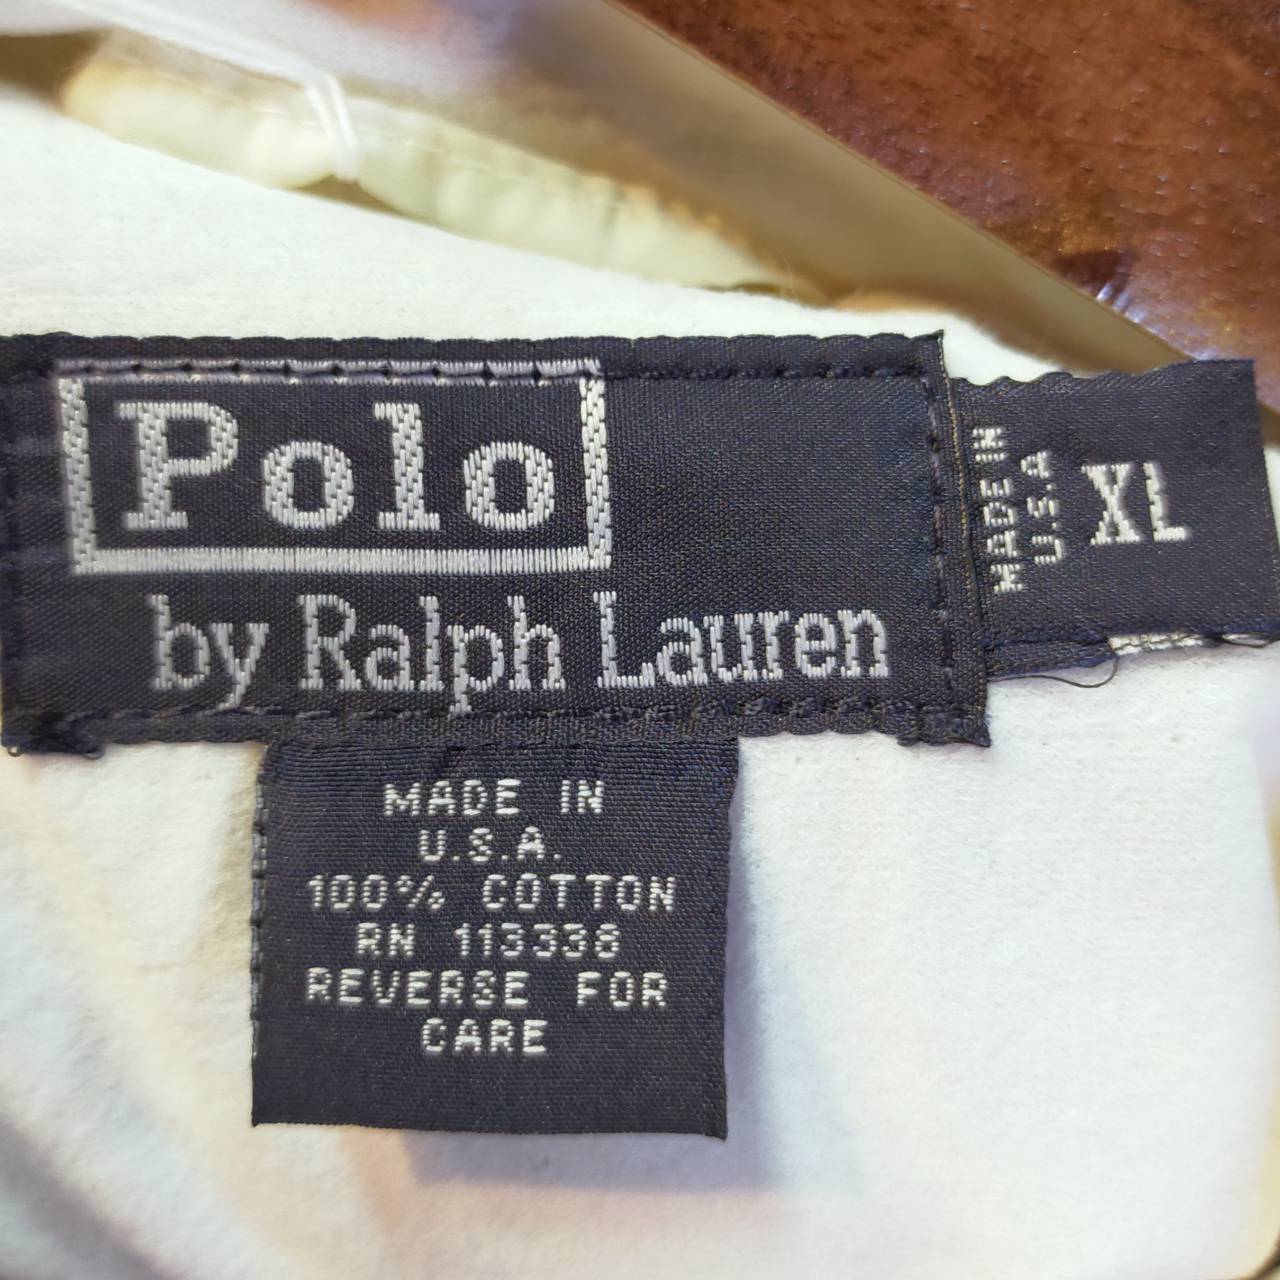 Polo
by Ralph Lauren
MADE IN
U.S.A
XL
MADE IN
U.S.A.
100% COTTON
RN 113338
REVERSE FOR
CARE